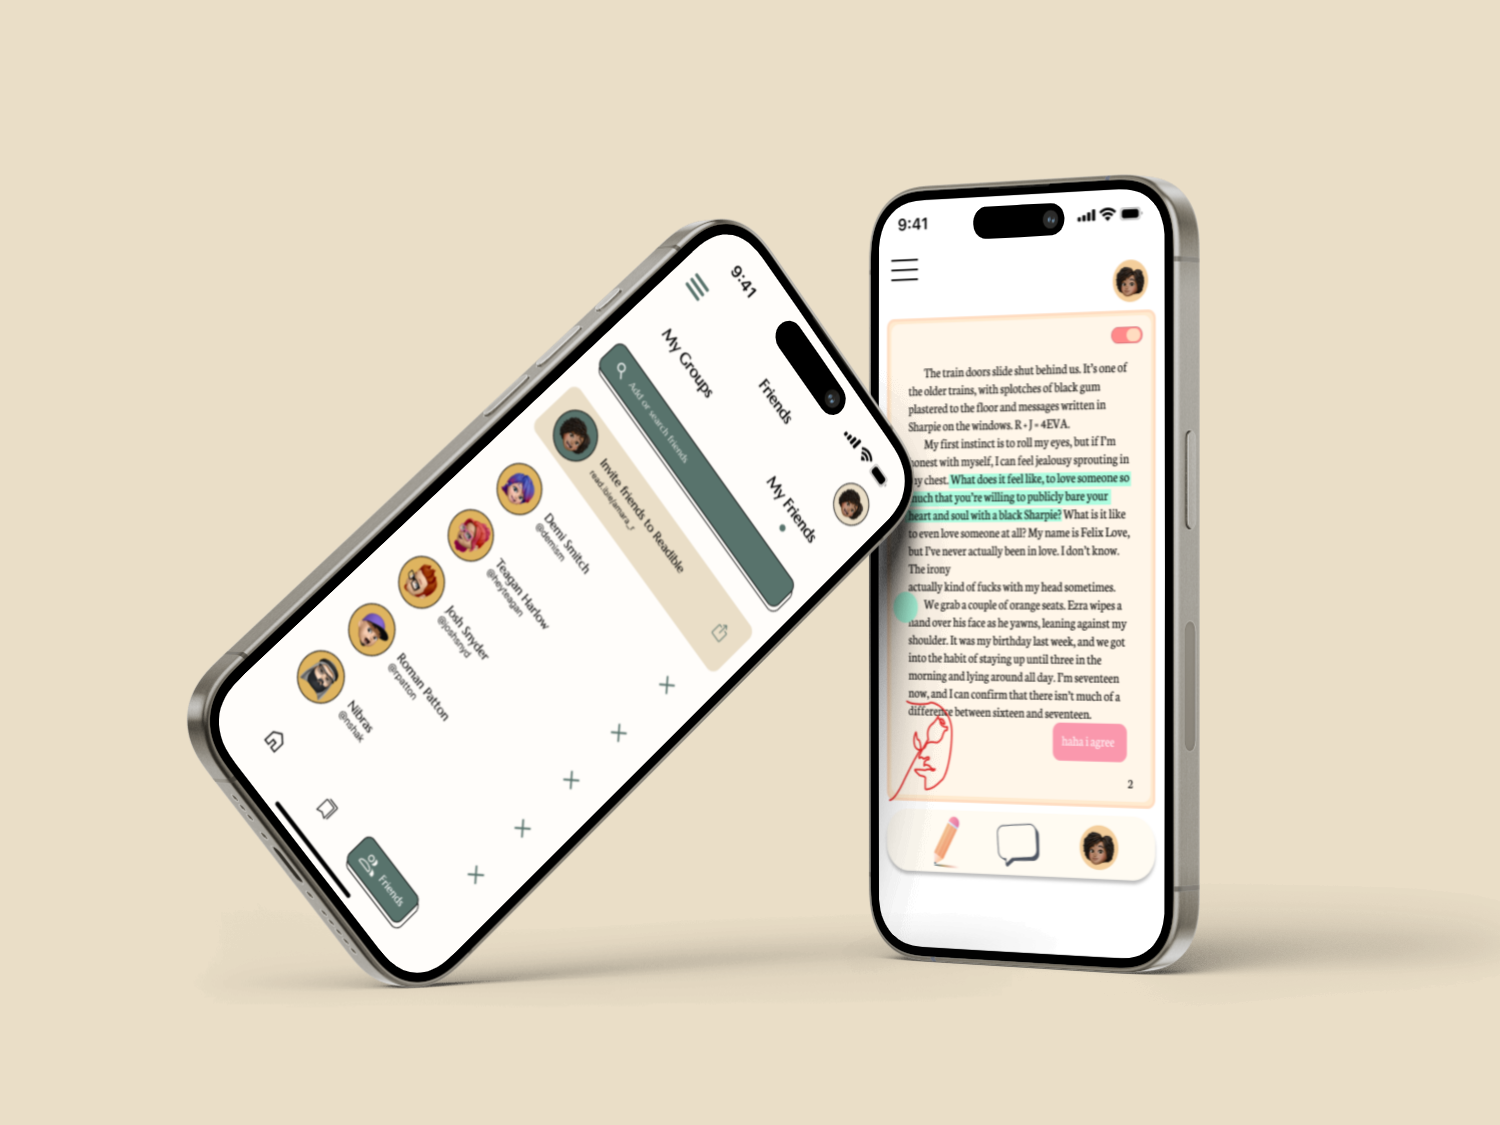 9:41
Friends
My Groups
My Friends
Add or search friends
Invite friends to Readible
read.ible/amara_r
Demi Smitch
@demism
Teagan Harlow
@heyteagan
Josh Snyder
@joshsnyd
Roman Patton
@rpatton
Nibras
@nshak
Friends
9:41
The train doors slide shut behind us. It's one of
the older trains, with splotches of black gum
plastered to the floor and messages written in
Sharpie on the windows. R+J=4EVA.
My first instinct is to roll my eyes, but if I'm
honest with myself, I can feel jealousy sprouting in
my chest. What does it feel like, to love someone so
much that you're willing to publicly bare your
heart and soul with a black Sharpie? What is it like
to even love someone at all? My name is Felix Love,
but I've never actually been in love. I don't know.
The irony
actually kind of fucks with my head sometimes.
We grab a couple of orange seats. Ezra wipes a
hand over his face as he yawns, leaning against my
shoulder. It was my birthday last week, and we got
into the habit of staying up until three in the
morning and lying around all day. I'm seventeen
now, and I can confirm that there isn't much of a
difference between sixteen and seventeen.
haha i agree
2